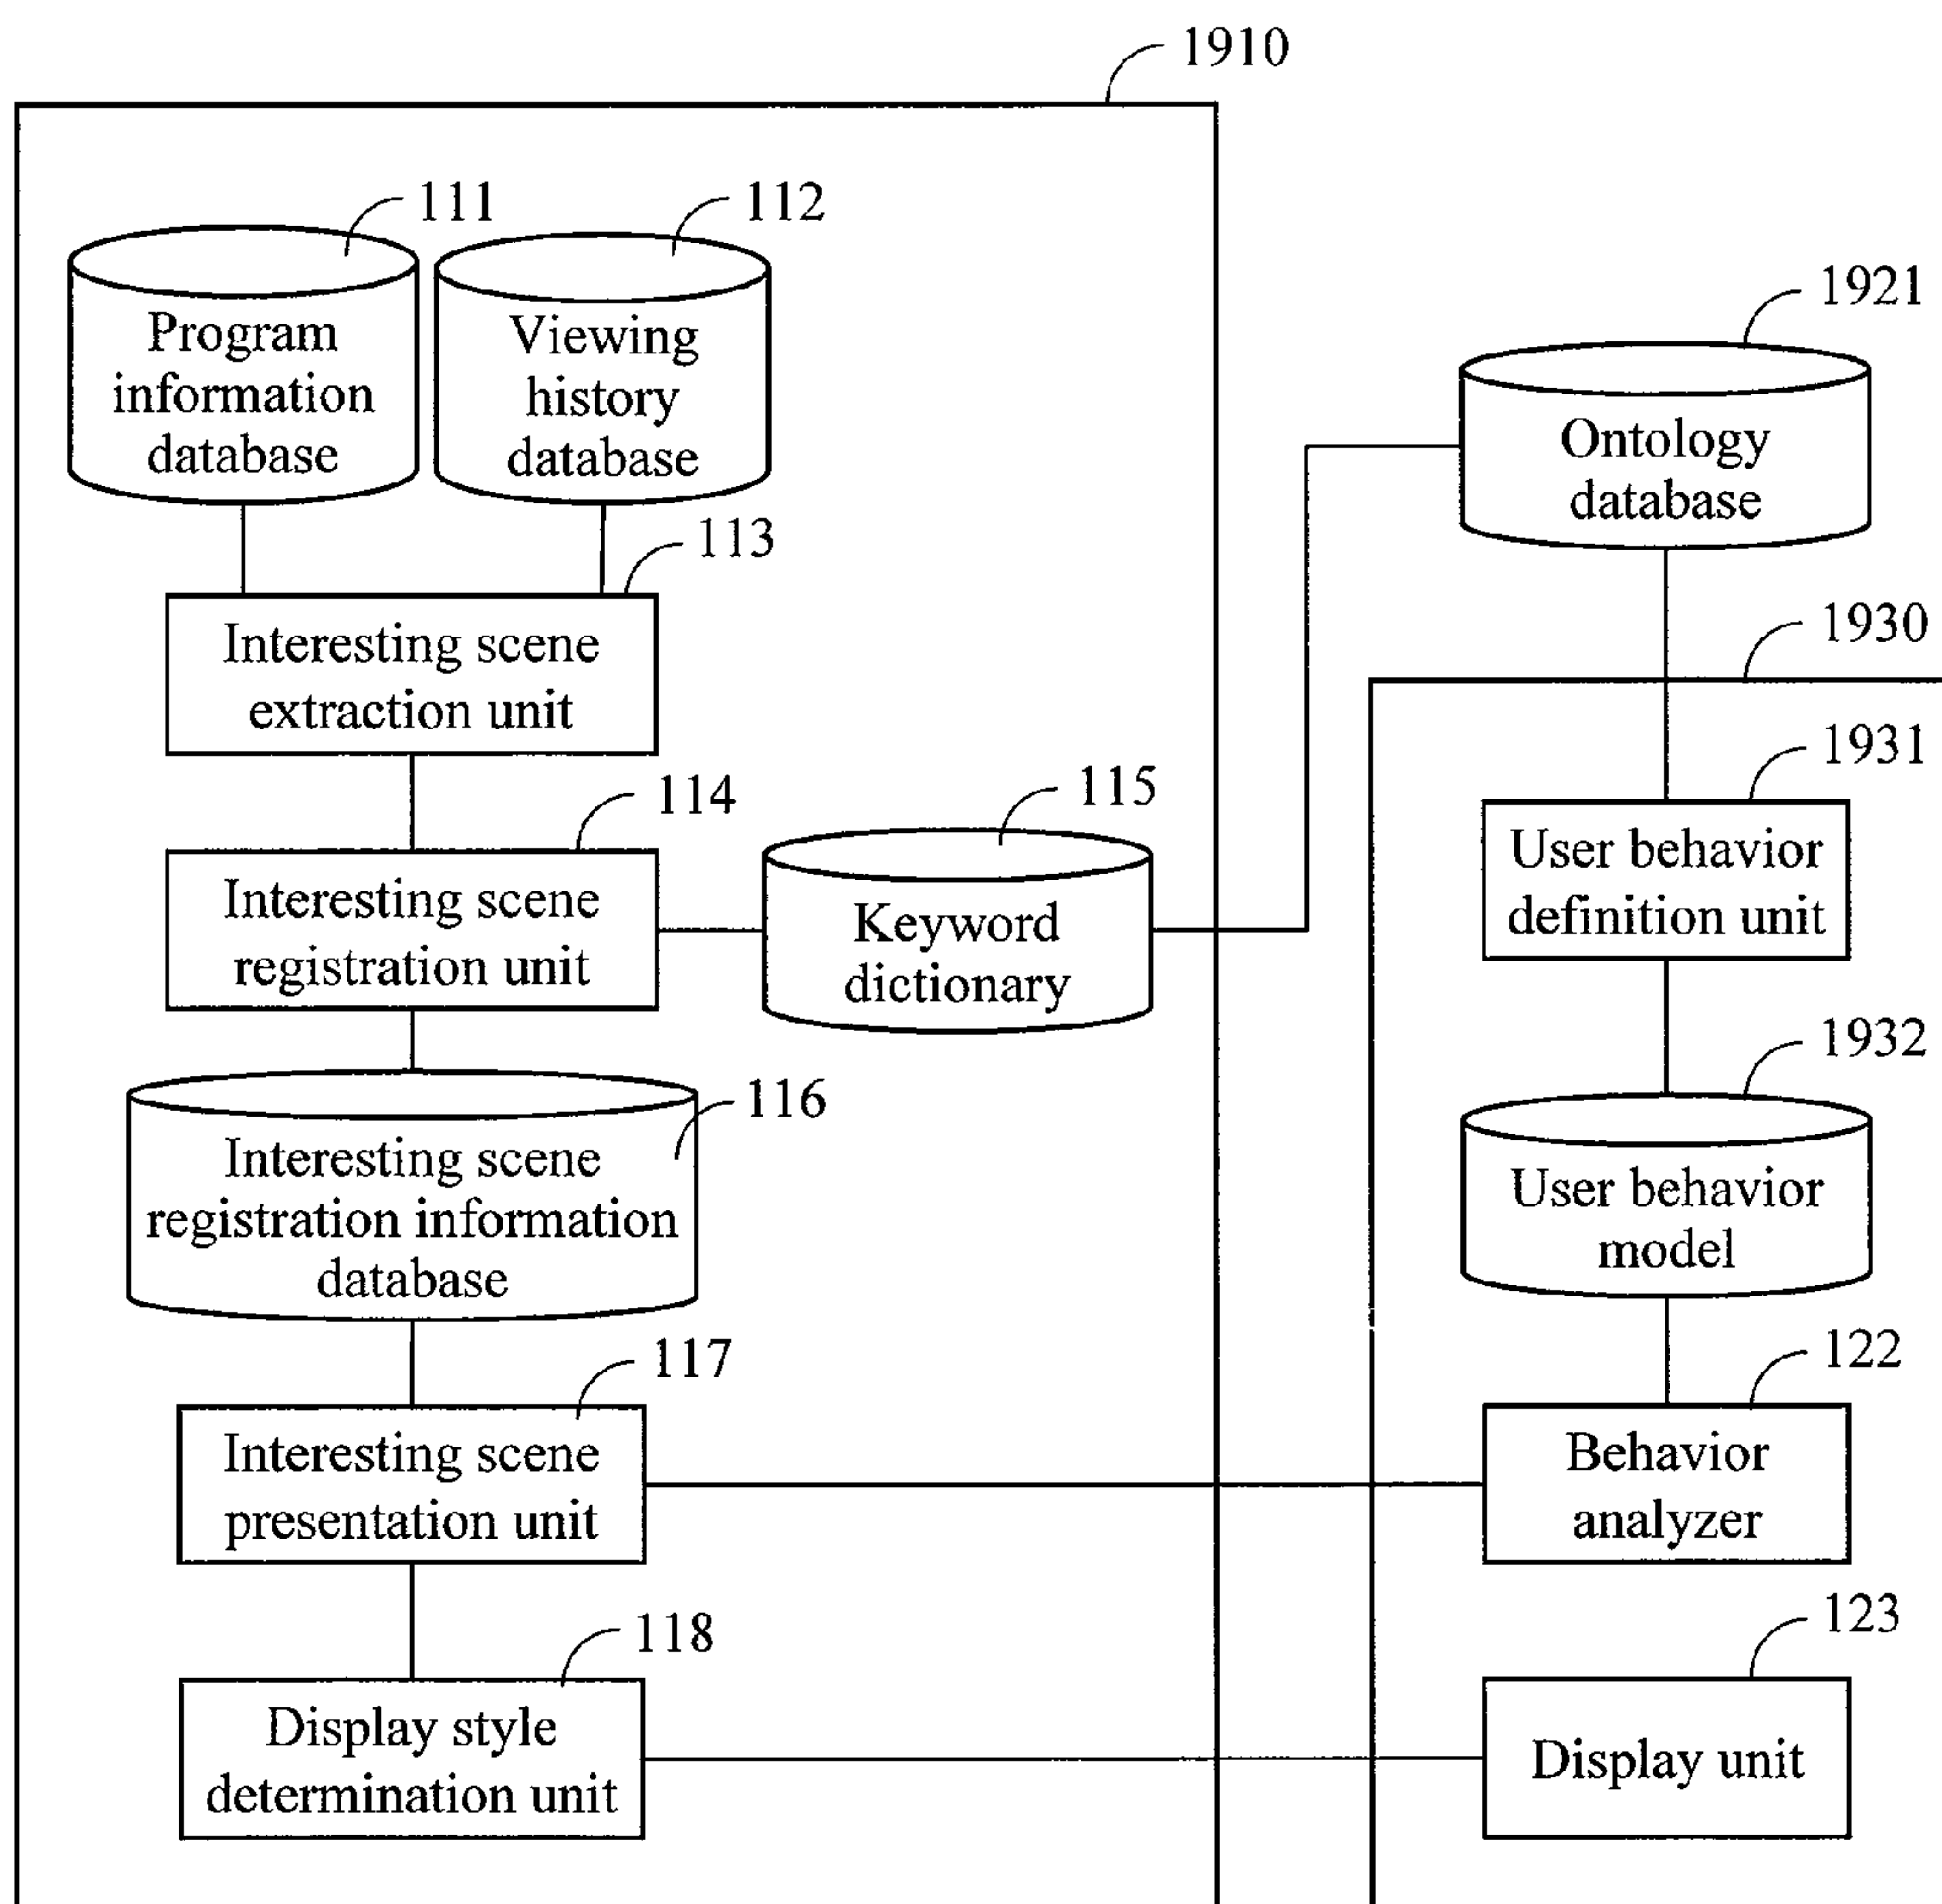 1910
111
112
Program
information
database
Viewing
history
database
1921
Ontology
database
113
Interesting scene
extraction unit
1930
1931
User behavior
definition unit
114
Interesting scene
registration unit
115
Keyword
dictionary
1932
User behavior
model
116
Interesting scene
registration information
database
117
Interesting scene
presentation unit
122
Behavior
analyzer
118
Display style
determination unit
123
Display unit